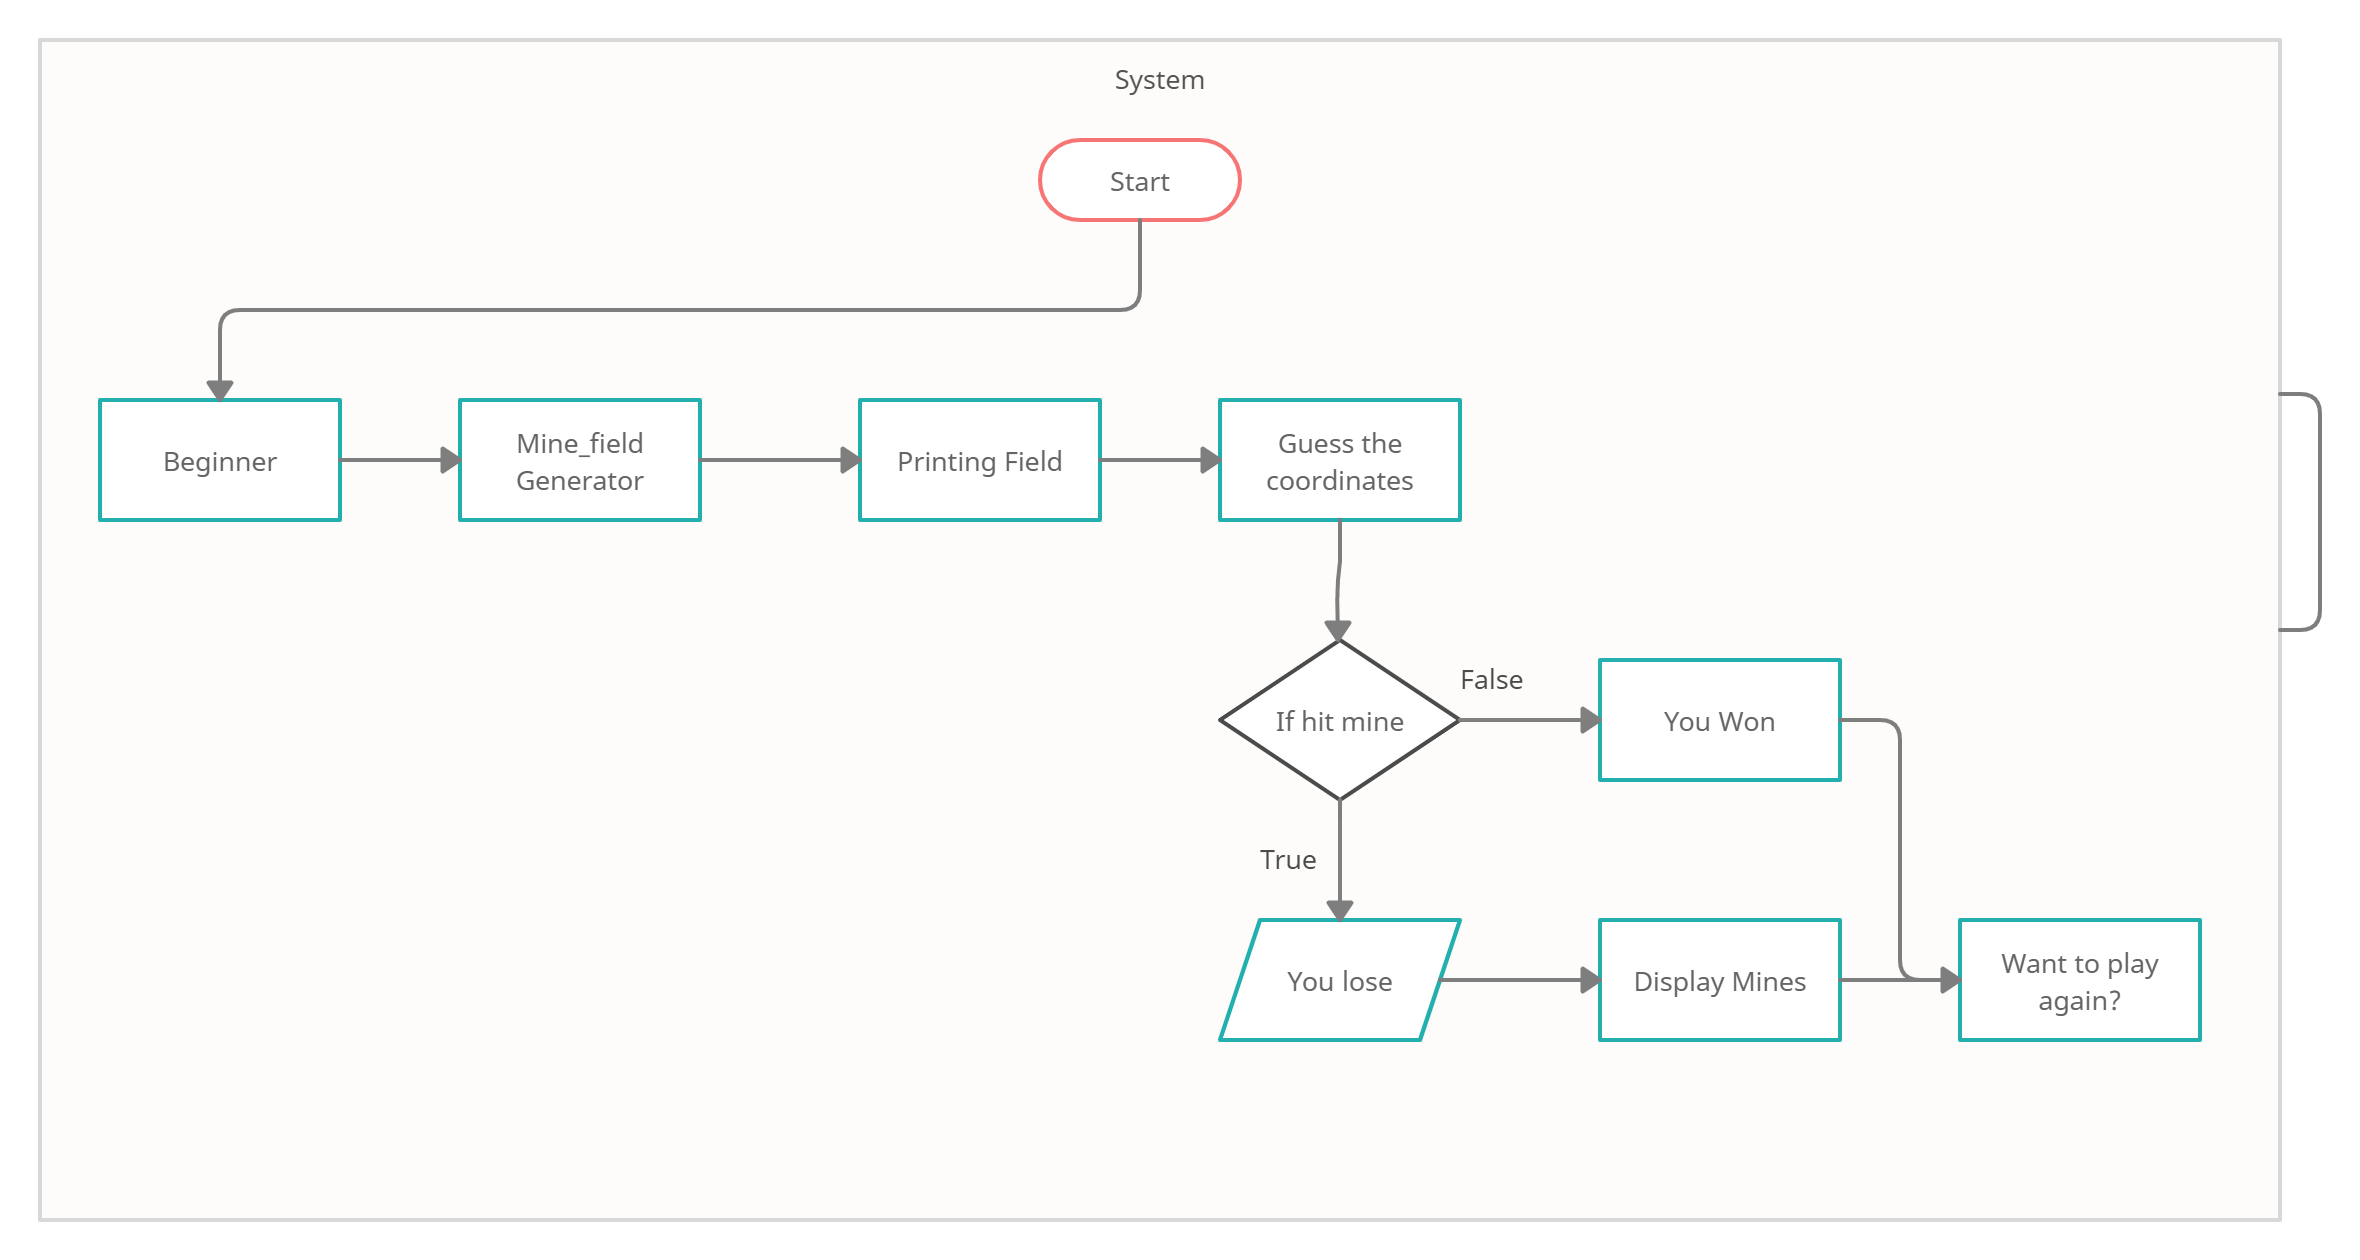 System
Start
Beginner
Mine_field
Generator
Printing Field
Guess the
coordinates
If hit mine
False
You Won
True
You lose
Display Mines
Want to play
again?